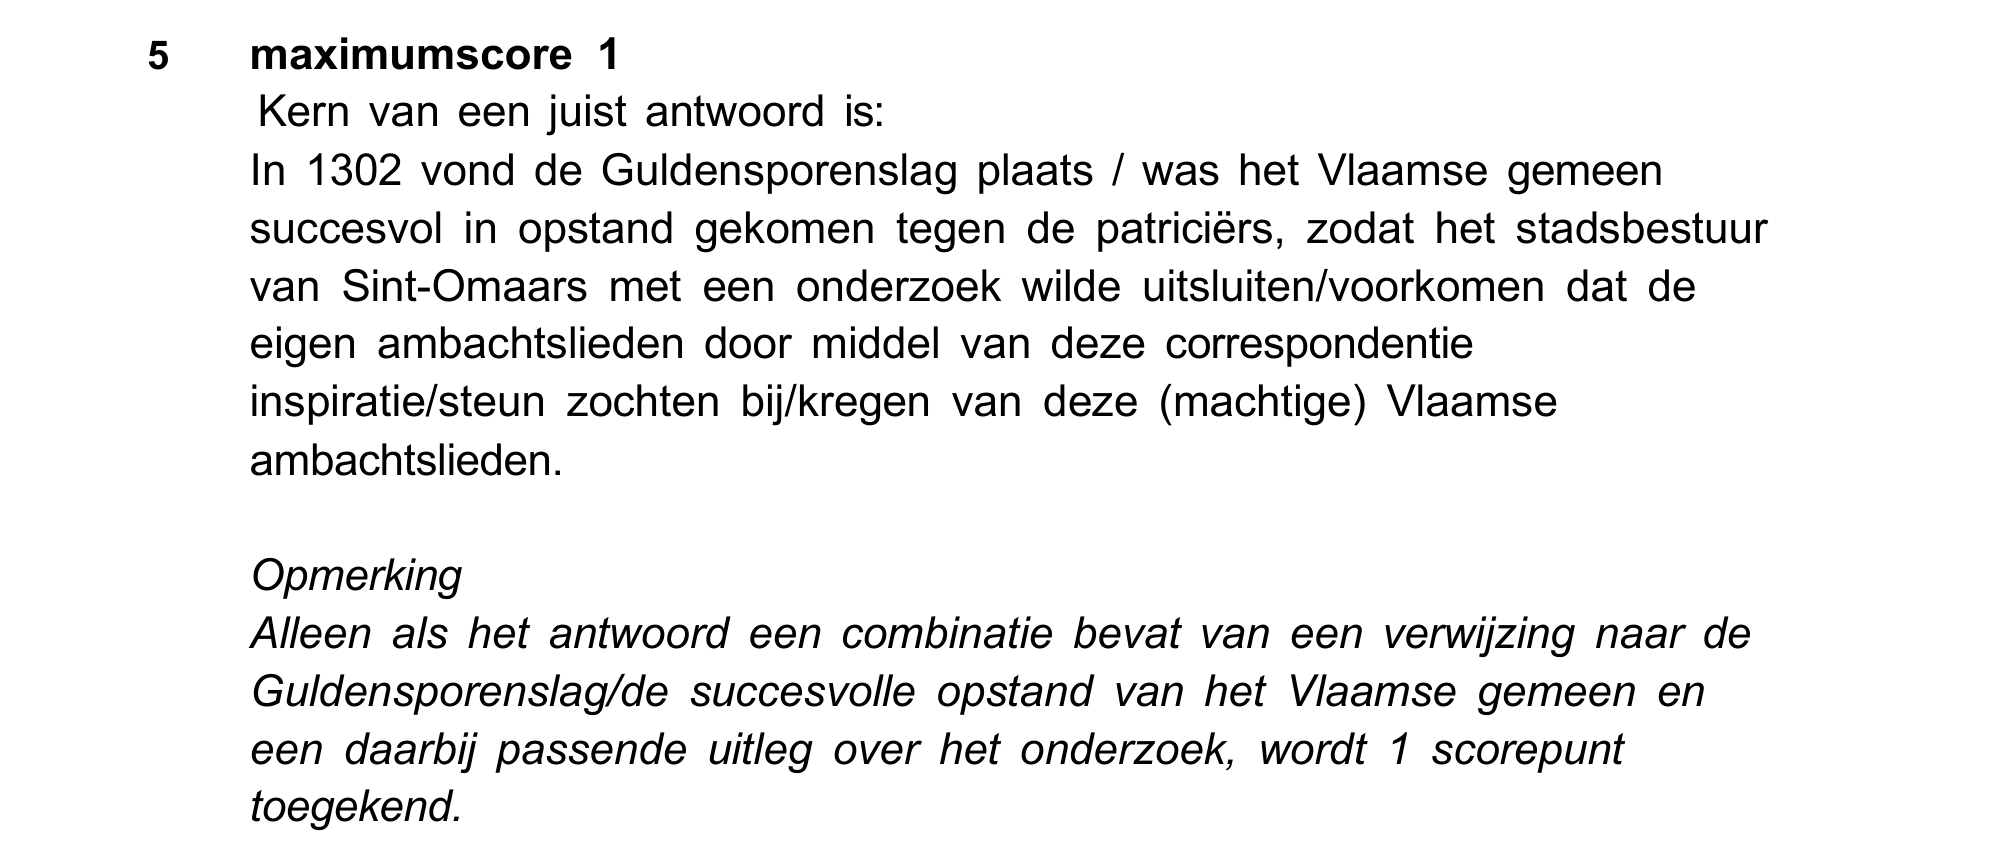 5 maximumscore 1
Kern van een juist antwoord is:
In 1302 vond de Guldensporenslag plaats / was het Vlaamse gemeen
succesvol in opstand gekomen tegen de patriciërs, zodat het stadsbestuur
van Sint-Omaars met een onderzoek wilde uitsluiten/voorkomen dat de
eigen ambachtslieden door middel van deze correspondentie
inspiratie/steun zochten bij/kregen van deze (machtige) Vlaamse
ambachtslieden.
Opmerking
Alleen als het antwoord een combinatie bevat van een verwijzing naar de
Guldensporenslag/de succesvolle opstand van het Vlaamse gemeen en
een daarbij passende uitleg over het onderzoek, wordt 1 scorepunt
toegekend.